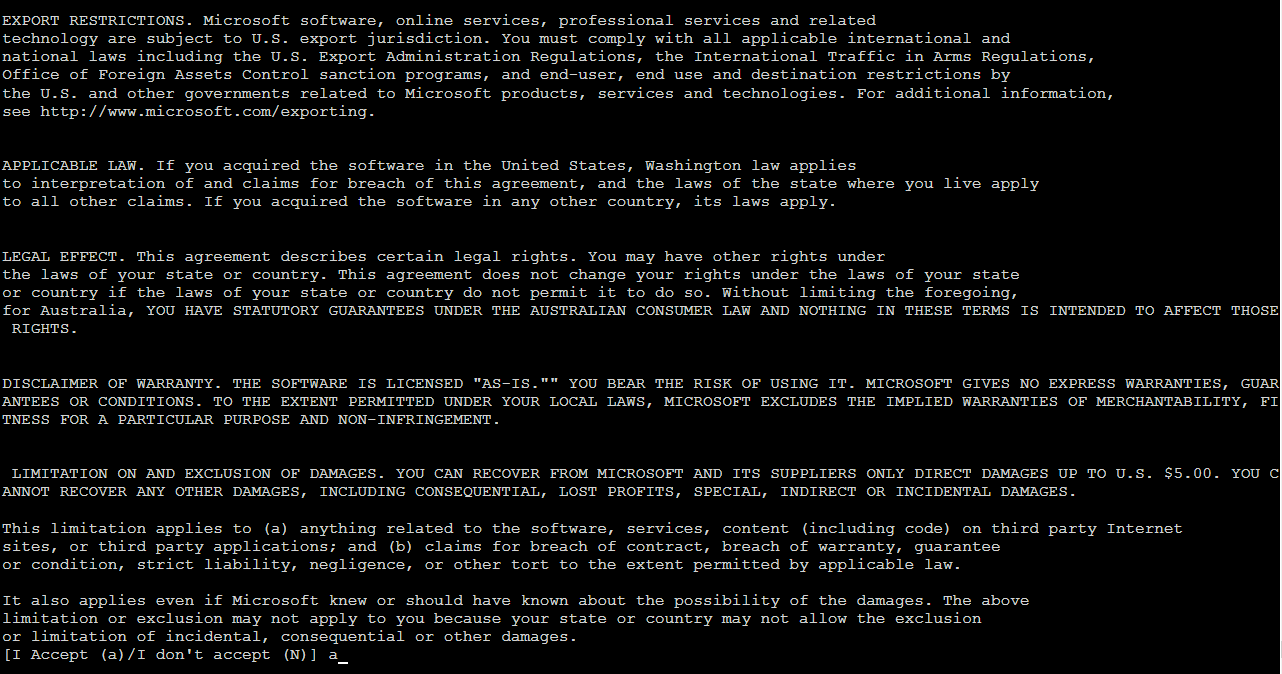 EXPORT RESTRICTIONS. Microsoft software, online services, professional services and related
technology are subject to U.S. export jurisdiction. You must comply with all applicable international and
national laws including the U.S. Export Administration Regulations, the International Traffic in Arms Regulations,
Office of Foreign Assets Control sanction programs, and end-user, end use and destination restrictions by
the U.S. and other governments related to Microsoft products, services and technologies. For additional information,
see http://www.microsoft.com/exporting.
APPLICABLE LAW. If you acquired the software in the United States, Washington law applies
to interpretation of and claims for breach of this agreement, and the laws of the state where you live apply
to all other claims. If you acquired the software in any other country, its laws apply.
LEGAL EFFECT. This agreement describes certain legal rights. You may have other rights under
the laws of your state or country. This agreement does not change your rights under the laws of your state
or country if the laws of your state or country do not permit it to do so. Without limiting the foregoing,
for Australia, YOU HAVE STATUTORY GUARANTEES UNDER THE AUSTRALIAN CONSUMER LAW AND NOTHING IN THESE TERMS IS INTENDED TO AFFECT THOSE
RIGHTS.
DISCLAIMER OF WARRANTY. THE SOFTWARE IS LICENSED "AS-IS."" YOU BEAR THE RISK OF USING IT. MICROSOFT GIVES NO EXPRESS WARRANTIES, GUAR
ANTEES OR CONDITIONS. TO THE EXTENT PERMITTED UNDER YOUR LOCAL LAWS, MICROSOFT EXCLUDES THE IMPLIED WARRANTIES OF MERCHANTABILITY, FI
TNESS FOR A PARTICULAR PURPOSE AND NON-INFRINGEMENT.
LIMITATION ON AND EXCLUSION OF DAMAGES. YOU CAN RECOVER FROM MICROSOFT AND ITS SUPPLIERS ONLY DIRECT DAMAGES UP TO U.S. $5.00. YOU C
ANNOT RECOVER ANY OTHER DAMAGES, INCLUDING CONSEQUENTIAL, LOST PROFITS, SPECIAL, INDIRECT OR INCIDENTAL DAMAGES.
This limitation applies to (a) anything related to the software, services, content (including code) on third party Internet
sites, or third party applications; and (b) claims for breach of contract, breach of warranty, guarantee
or condition, strict liability, negligence, or other tort to the extent permitted by applicable law.
It also applies even if Microsoft knew or should have known about the possibility of the damages. The above
limitation or exclusion may not apply to you because your state or country may not allow the exclusion
or limitation of incidental, consequential or other damages.
[I Accept (a)/I don't accept (N)] a_